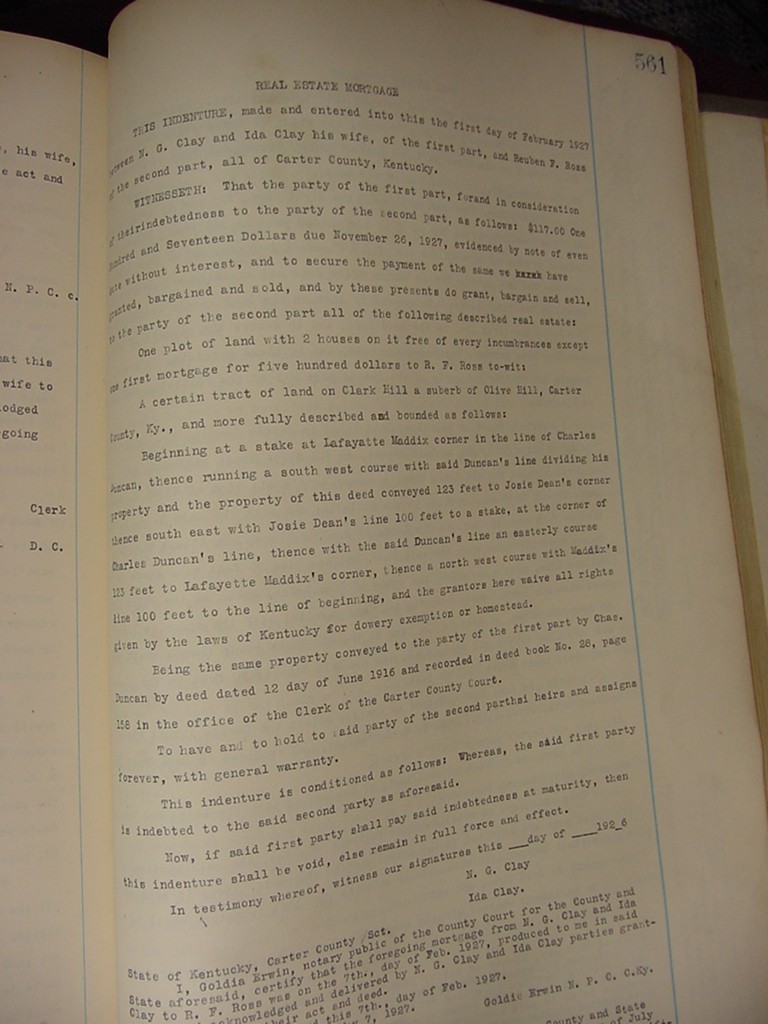 561
, his wife,
e act and
N. P. C. c.
at this
wife to
odged
going
Clerk
D. C.
REAL ESTATE MORTGAGE
THIS INDENTURE, made and entered into this the first day of February 1927
between N. G. Clay and Ida Clay his wife, of the first part, and Reuben F. Ross
of the second part, all of Carter County, Kentucky.
WITNESSETH: That the party of the first part, forand in consideration
of theirindebtedness to the party of the second part, as follows: $117.00 One
Hundred and Seventeen Dollars due November 26, 1927, evidenced by note of even
date without interest, and to secure the payment of the same we have
granted, bargained and sold, and by these presents do grant, bargain and sell,
to the party of the second part all of the following described real estate:
One plot of land with 2 houses on it free of every incumbrances except
one first mortgage for five hundred dollars to R. F. Ross to-wit:
A certain tract of land on Clark Hill a suberb of Olive Hill, Carter
County, Ky., and more fully described and bounded as follows:
Beginning at a stake at Lafayatte Maddix corner in the line of Charles
Duncan, thence running a south west course with said Duncan's line dividing his
property and the property of this deed conveyed 123 feet to Josie Dean's corner
thence south east with Josie Dean's line 100 feet to a stake, at the corner of
Charles Duncan's line, thence with the said Duncan's line an easterly course
123 feet to Lafayette Maddix's corner, thence a north west course with Maddix's
line 100 feet to the line of beginning, and the grantors here waive all rights
given by the laws of Kentucky for dowery exemption or homestead.
Being the same property conveyed to the party of the first part by Chas.
Duncan by deed dated 12 day of June 1916 and recorded in deed book No. 28, page
158 in the office of the Clerk of the Carter County Court.
To have and to hold to said party of the second parthsi heirs and assigns
forever, with general warranty.
This indenture is conditioned as follows: Whereas, the said first party
is indebted to the said second party as aforesaid.
Now, if said first party shall pay said indebtedness at maturity, then
this indenture shall be void, else remain in full force and effect.
In testimony whereof, witness our signatures this ___day of ____192_6
N. G. Clay
Ida Clay.
State of Kentucky, Carter County Sct.
I, Goldia Erwin, notary public of the County Court for the County and
State aforesaid, certify that the foregoing mortgage from N. G. Clay and Ida
Clay to R. F. Ross was on the 7th., day of Feb. 1927, produced to me in said
acknowledged and delivered by N. G. Clay and Ida Clay parties grant-
their act and deed.
this 7th., day of Feb. 1927.
7, 1927.
Goldie Erwin N. P. C. C.Ky.
County and State
of July